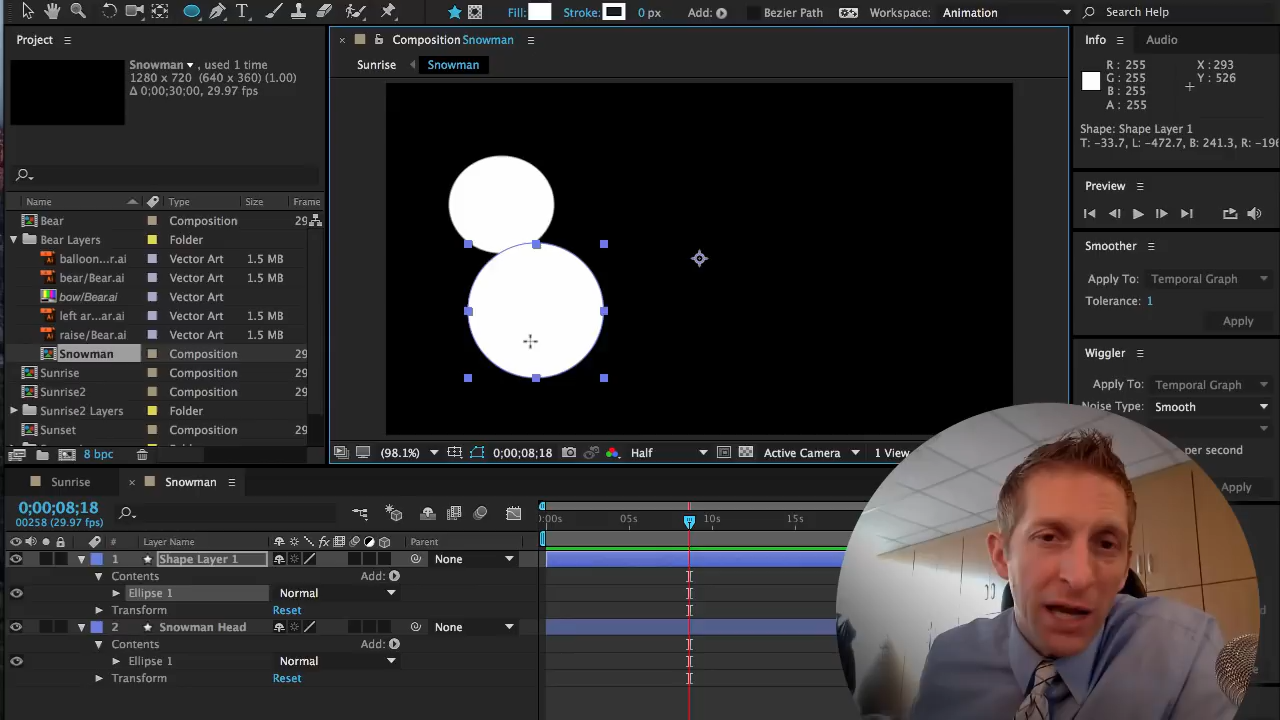 Fill:
Stroke:
0 px
Add:
Bezier Path
Workspace:
Animation
Search Help
Project
Snowman , used 1 time
1280 x 720 (640 x 360) (1.00)
Δ 0;00;30;00, 29.97 fps
Name
Type
Size
Frame
Bear
Composition
29
Bear Layers
Folder
balloon...r.ai
Vector Art
1.5 MB
bear/Bear.ai
Vector Art
1.5 MB
bow/Bear.ai
Vector Art
left ar...ar.ai
Vector Art
1.5 MB
raise/Bear.ai
Vector Art
1.5 MB
Snowman
Composition
29
Sunrise
Composition
29
Sunrise2
Composition
29
Sunrise2 Layers
Folder
Sunset
Composition
29
8 bpc
Composition Snowman
Sunrise
Snowman
(98.1%)
0;00;08;18
Half
Active Camera
1 View
Info
Audio
R: 255
G: 255
B: 255
A: 255
X: 293
Y: 526
Shape: Shape Layer 1
T: -33.7, L: -472.7, B: 241.3, R: -196
Preview
Smoother
Apply To:
Temporal Graph
Tolerance: 1
Apply
Wiggler
Apply To:
Temporal Graph
Noise Type:
Smooth
per second
Apply
Sunrise
Snowman
0;00;08;18
00258 (29.97 fps)
#
Layer Name
Parent
:00s
05s
10s
15s
1
Shape Layer 1
None
Contents
Add:
Ellipse 1
Normal
Transform
Reset
2
Snowman Head
None
Contents
Add:
Ellipse 1
Normal
Transform
Reset